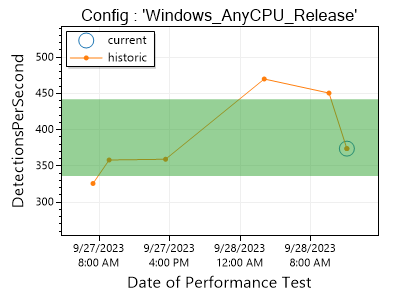 Config : 'Windows_AnyCPU_Release'
current
historic
DetectionsPerSecond
500
450
400
350
300
9/27/2023 9/27/2023 9/28/2023 9/28/2023
8:00 AM 4:00 PM 12:00 AM 8:00 AM
Date of Performance Test